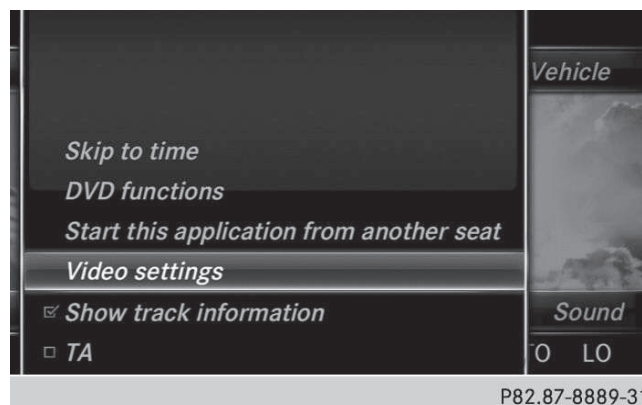 Vehicle
Skip to time
DVD functions
Start this application from another seat
Video settings
Show track information
Sound
TA
LO
P82.87-8889-31